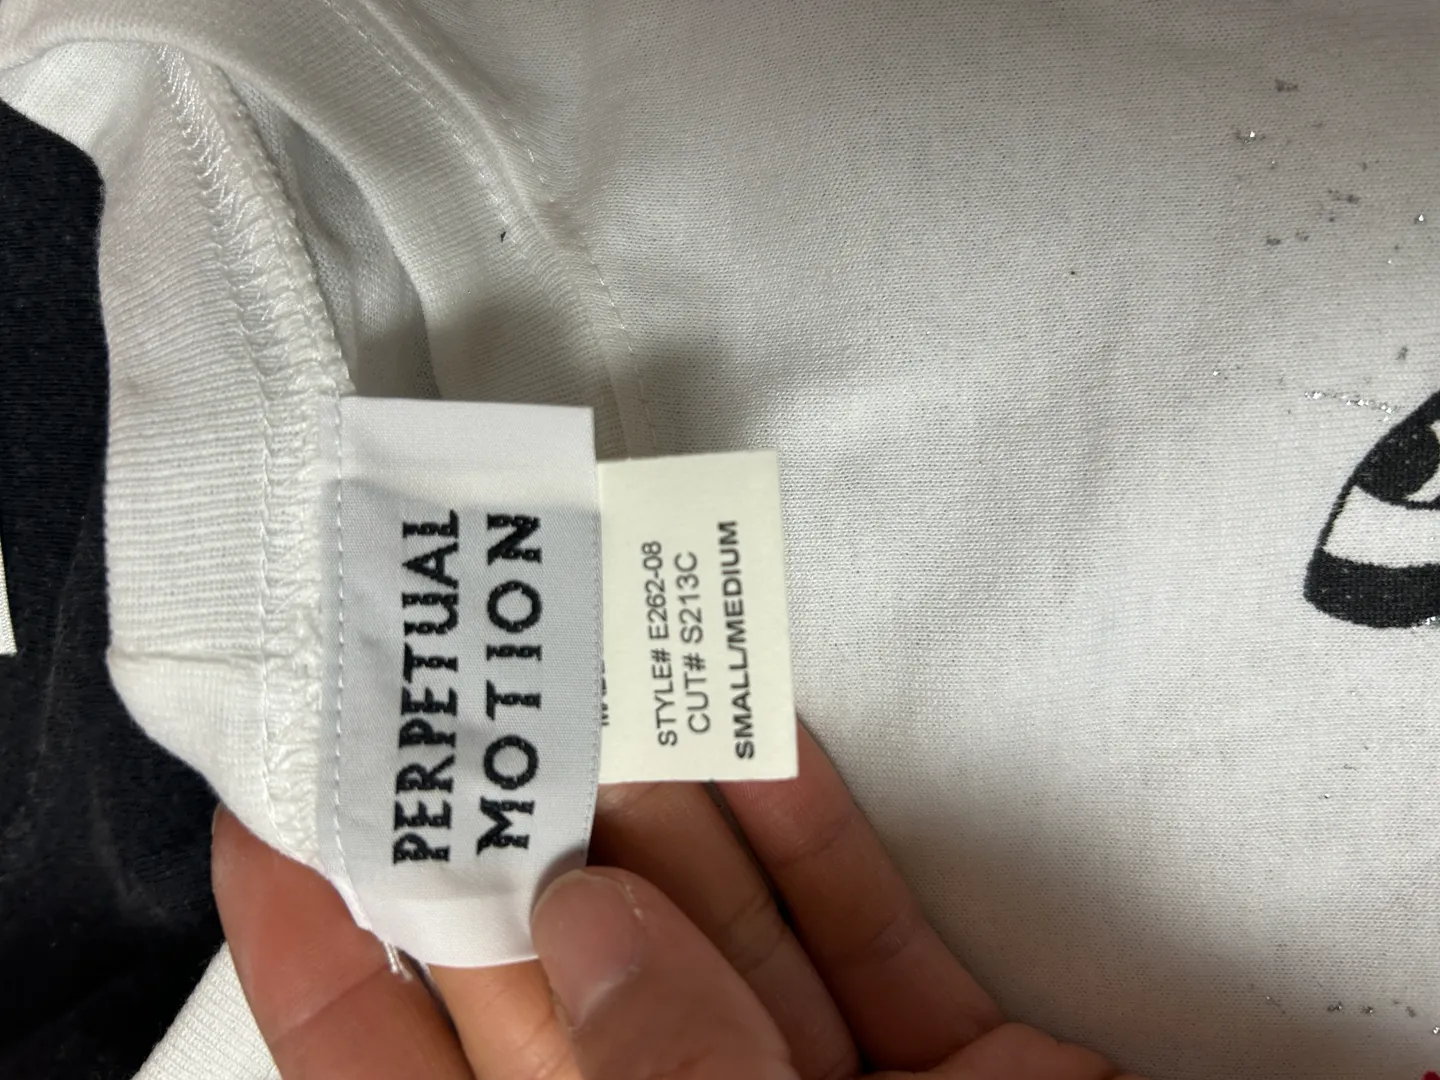 PERPETUAL
MOTION
STYLE# E262-08
CUT# S213C
SMALL/MEDIUM